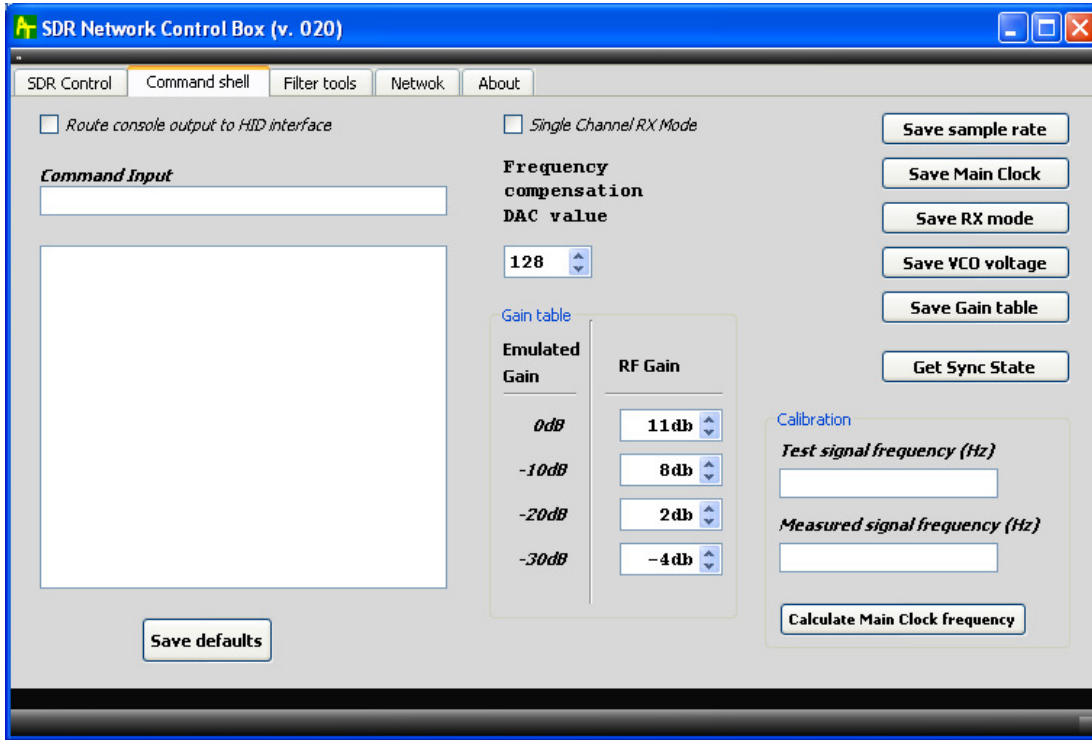 SDR Network Control Box (v. 020)
SDR Control
Command shell
Filter tools
Netwok
About
Route console output to HID interface
Command Input
Save defaults
Single Channel RX Mode
Frequency
compensation
DAC value
128
Gain table
Emulated
Gain
RF Gain
0dB
11db
-10dB
8db
-20dB
2db
-30dB
-4db
Save sample rate
Save Main Clock
Save RX mode
Save VCO voltage
Save Gain table
Get Sync State
Calibration
Test signal frequency (Hz)
Measured signal frequency (Hz)
Calculate Main Clock frequency